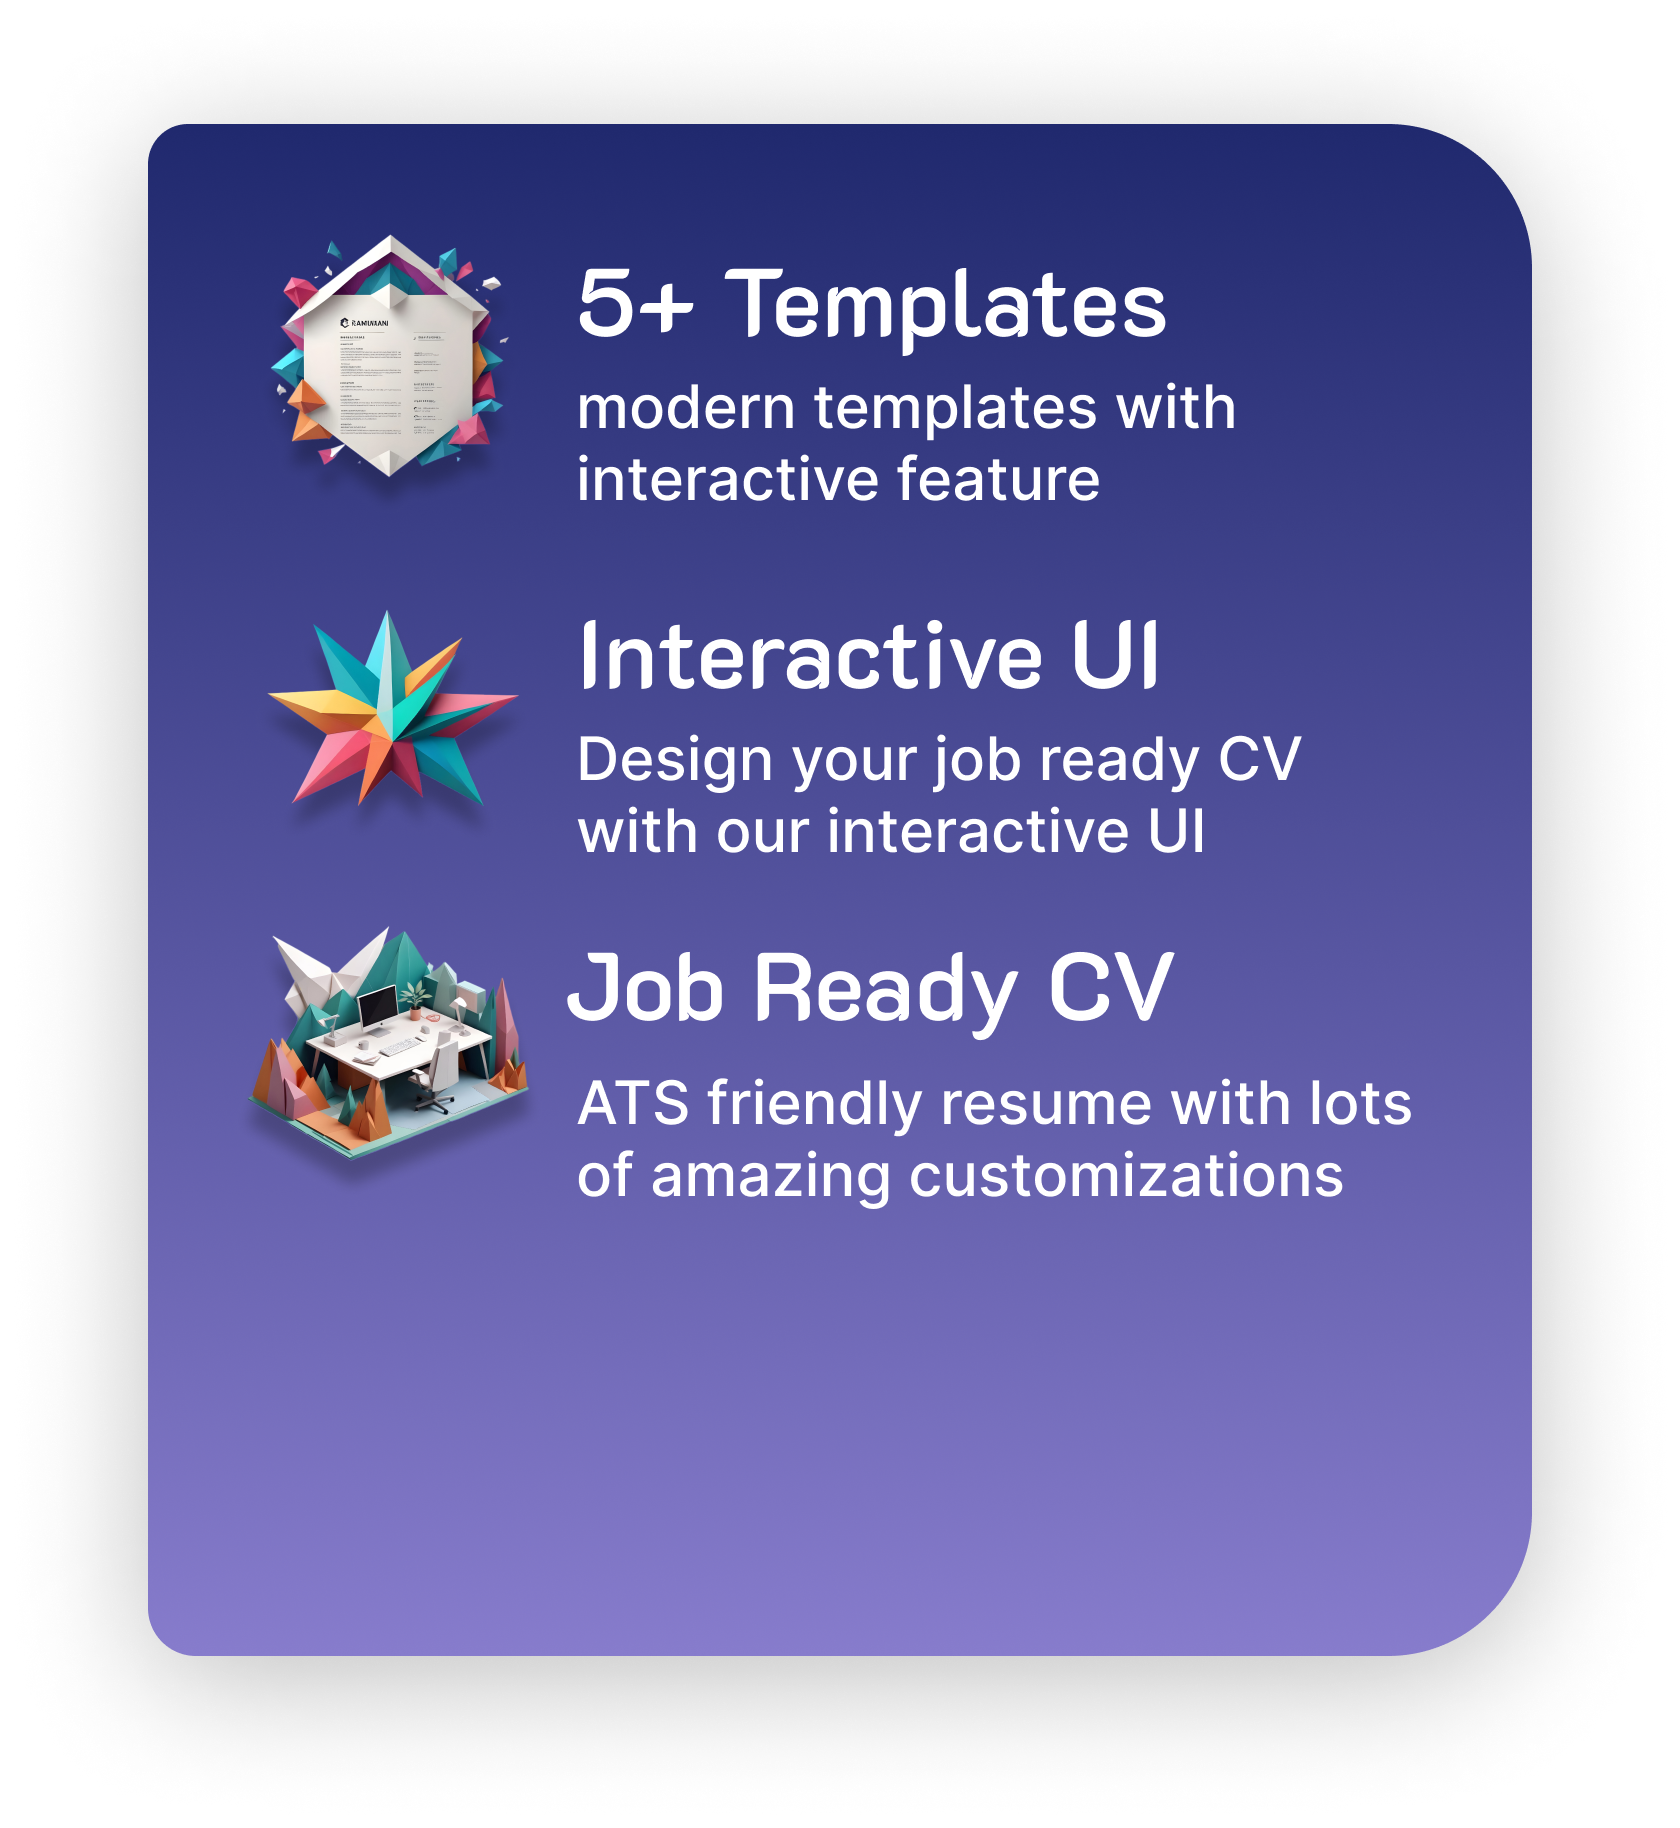 5+ Templates
modern templates with
interactive feature
Interactive UI
Design your job ready CV
with our interactive UI
Job Ready CV
ATS friendly resume with lots
of amazing customizations